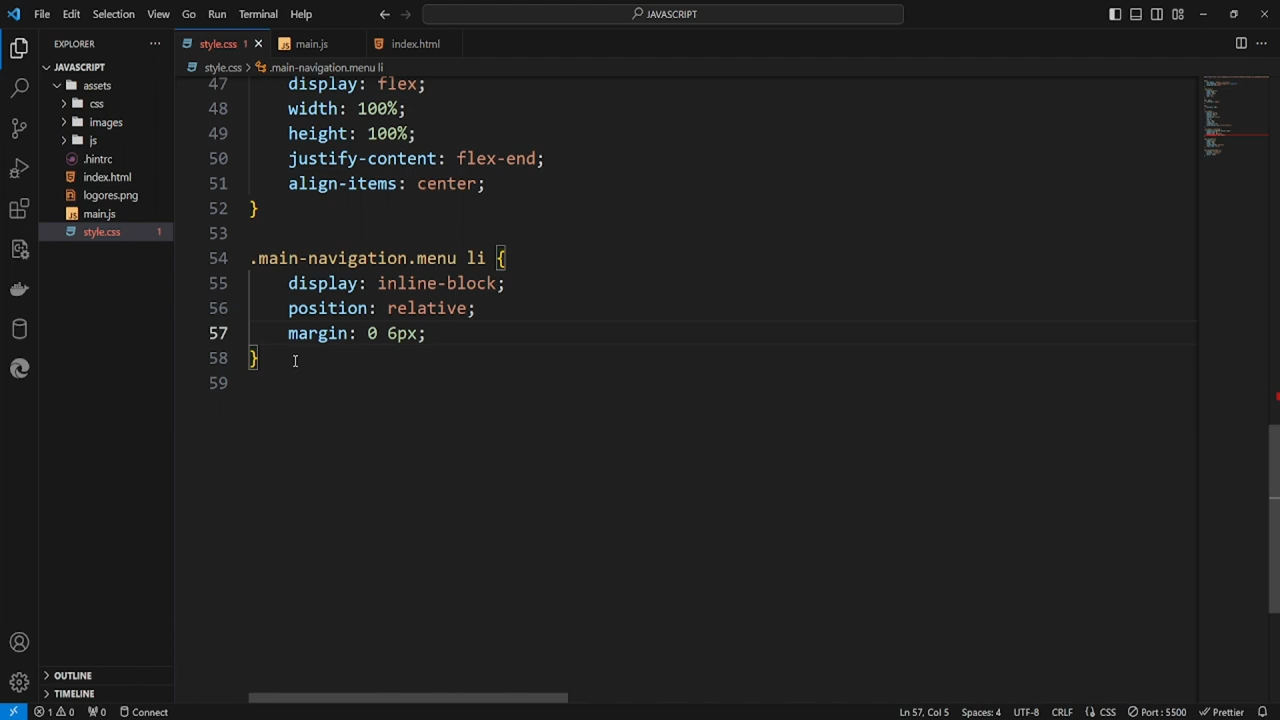 File Edit Selection View Go Run Terminal Help
JAVASCRIPT
EXPLORER
style.css 1
main.js
index.html
JAVASCRIPT
style.css > .main-navigation.menu li
assets
css
images
js
.hintrc
index.html
logores.png
main.js
style.css 1
47 display: flex;
48 width: 100%;
49 height: 100%;
50 justify-content: flex-end;
51 align-items: center;
52 }
53
54 .main-navigation.menu li {
55 display: inline-block;
56 position: relative;
57 margin: 0 6px;
58 }
59
OUTLINE
TIMELINE
1 0 0 Connect Ln 57, Col 5 Spaces: 4 UTF-8 CRLF CSS Port : 5500 Prettier